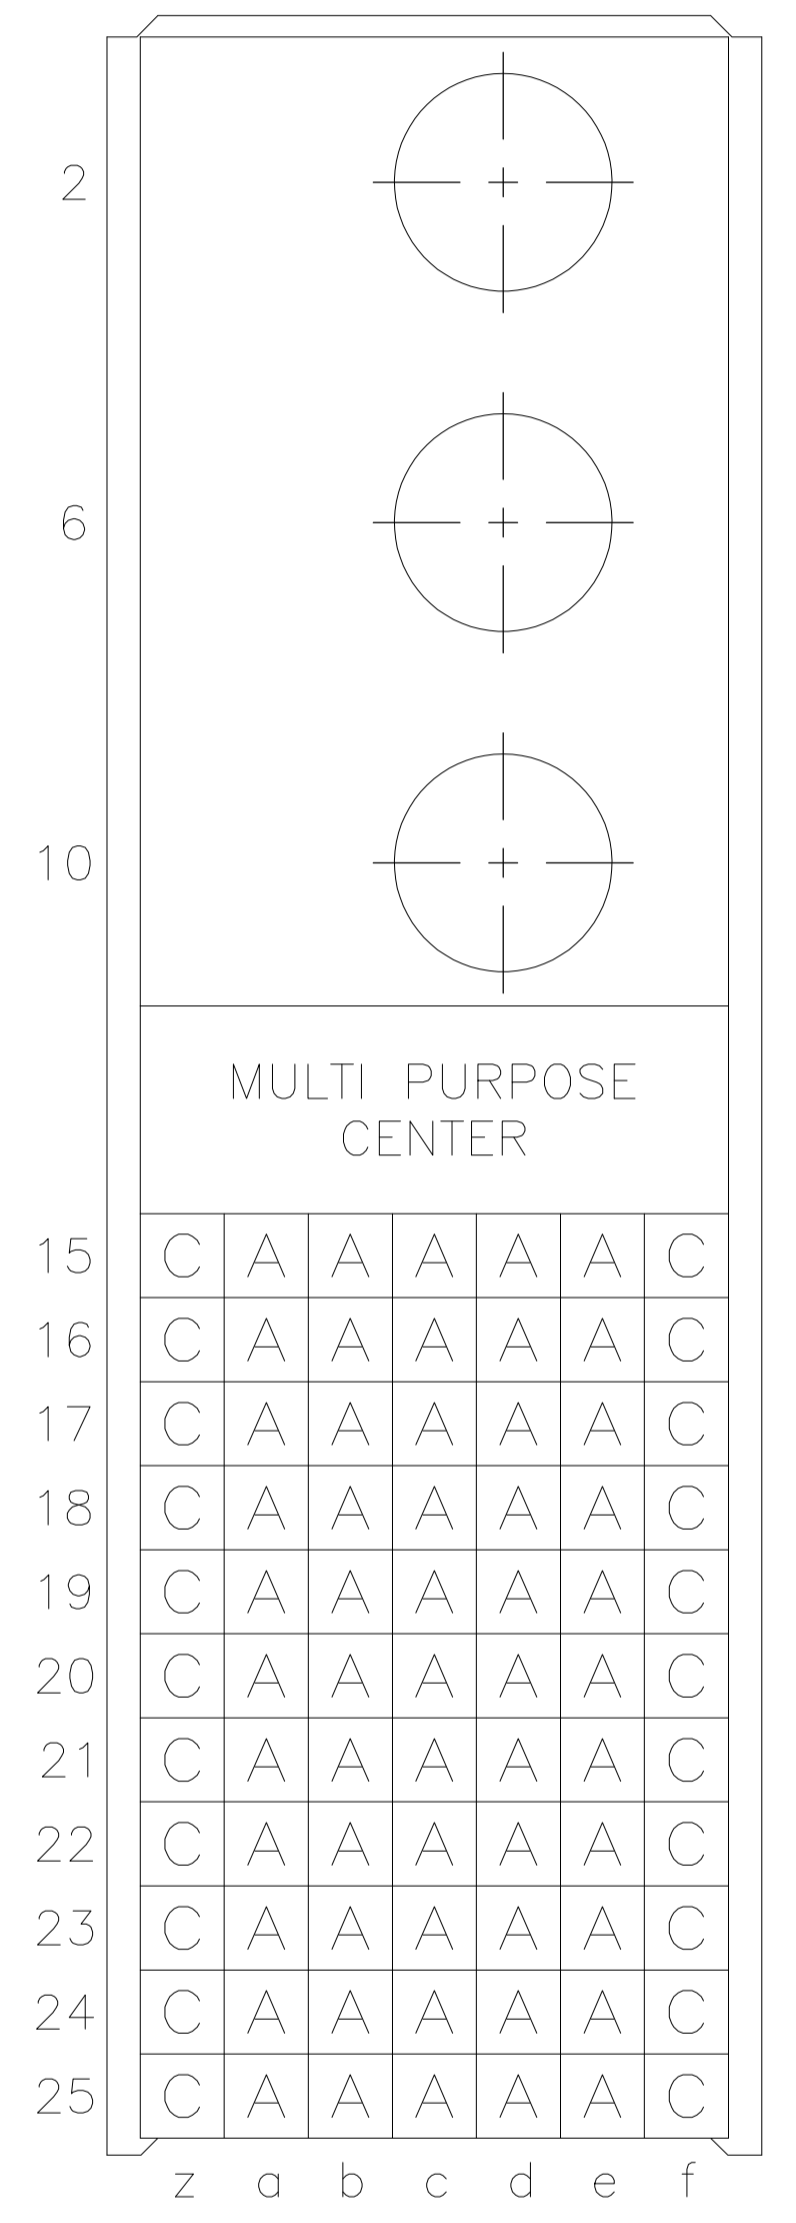 2
6
10
MULTI PURPOSE
CENTER
15 C A A A A A C
16 C A A A A A C
17 C A A A A A C
18 C A A A A A C
19 C A A A A A C
20 C A A A A A C
21 C A A A A A C
22 C A A A A A C
23 C A A A A A C
24 C A A A A A C
25 C A A A A A C
z a b c d e f